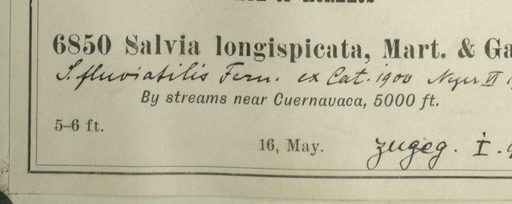 6850 Salvia longispicata, Mart. & Ga
S. fluviatilis Fern. ex Cat. 1900
By streams near Cuernavaca, 5000 ft.
5-6 ft.
16, May. zugeg. I.